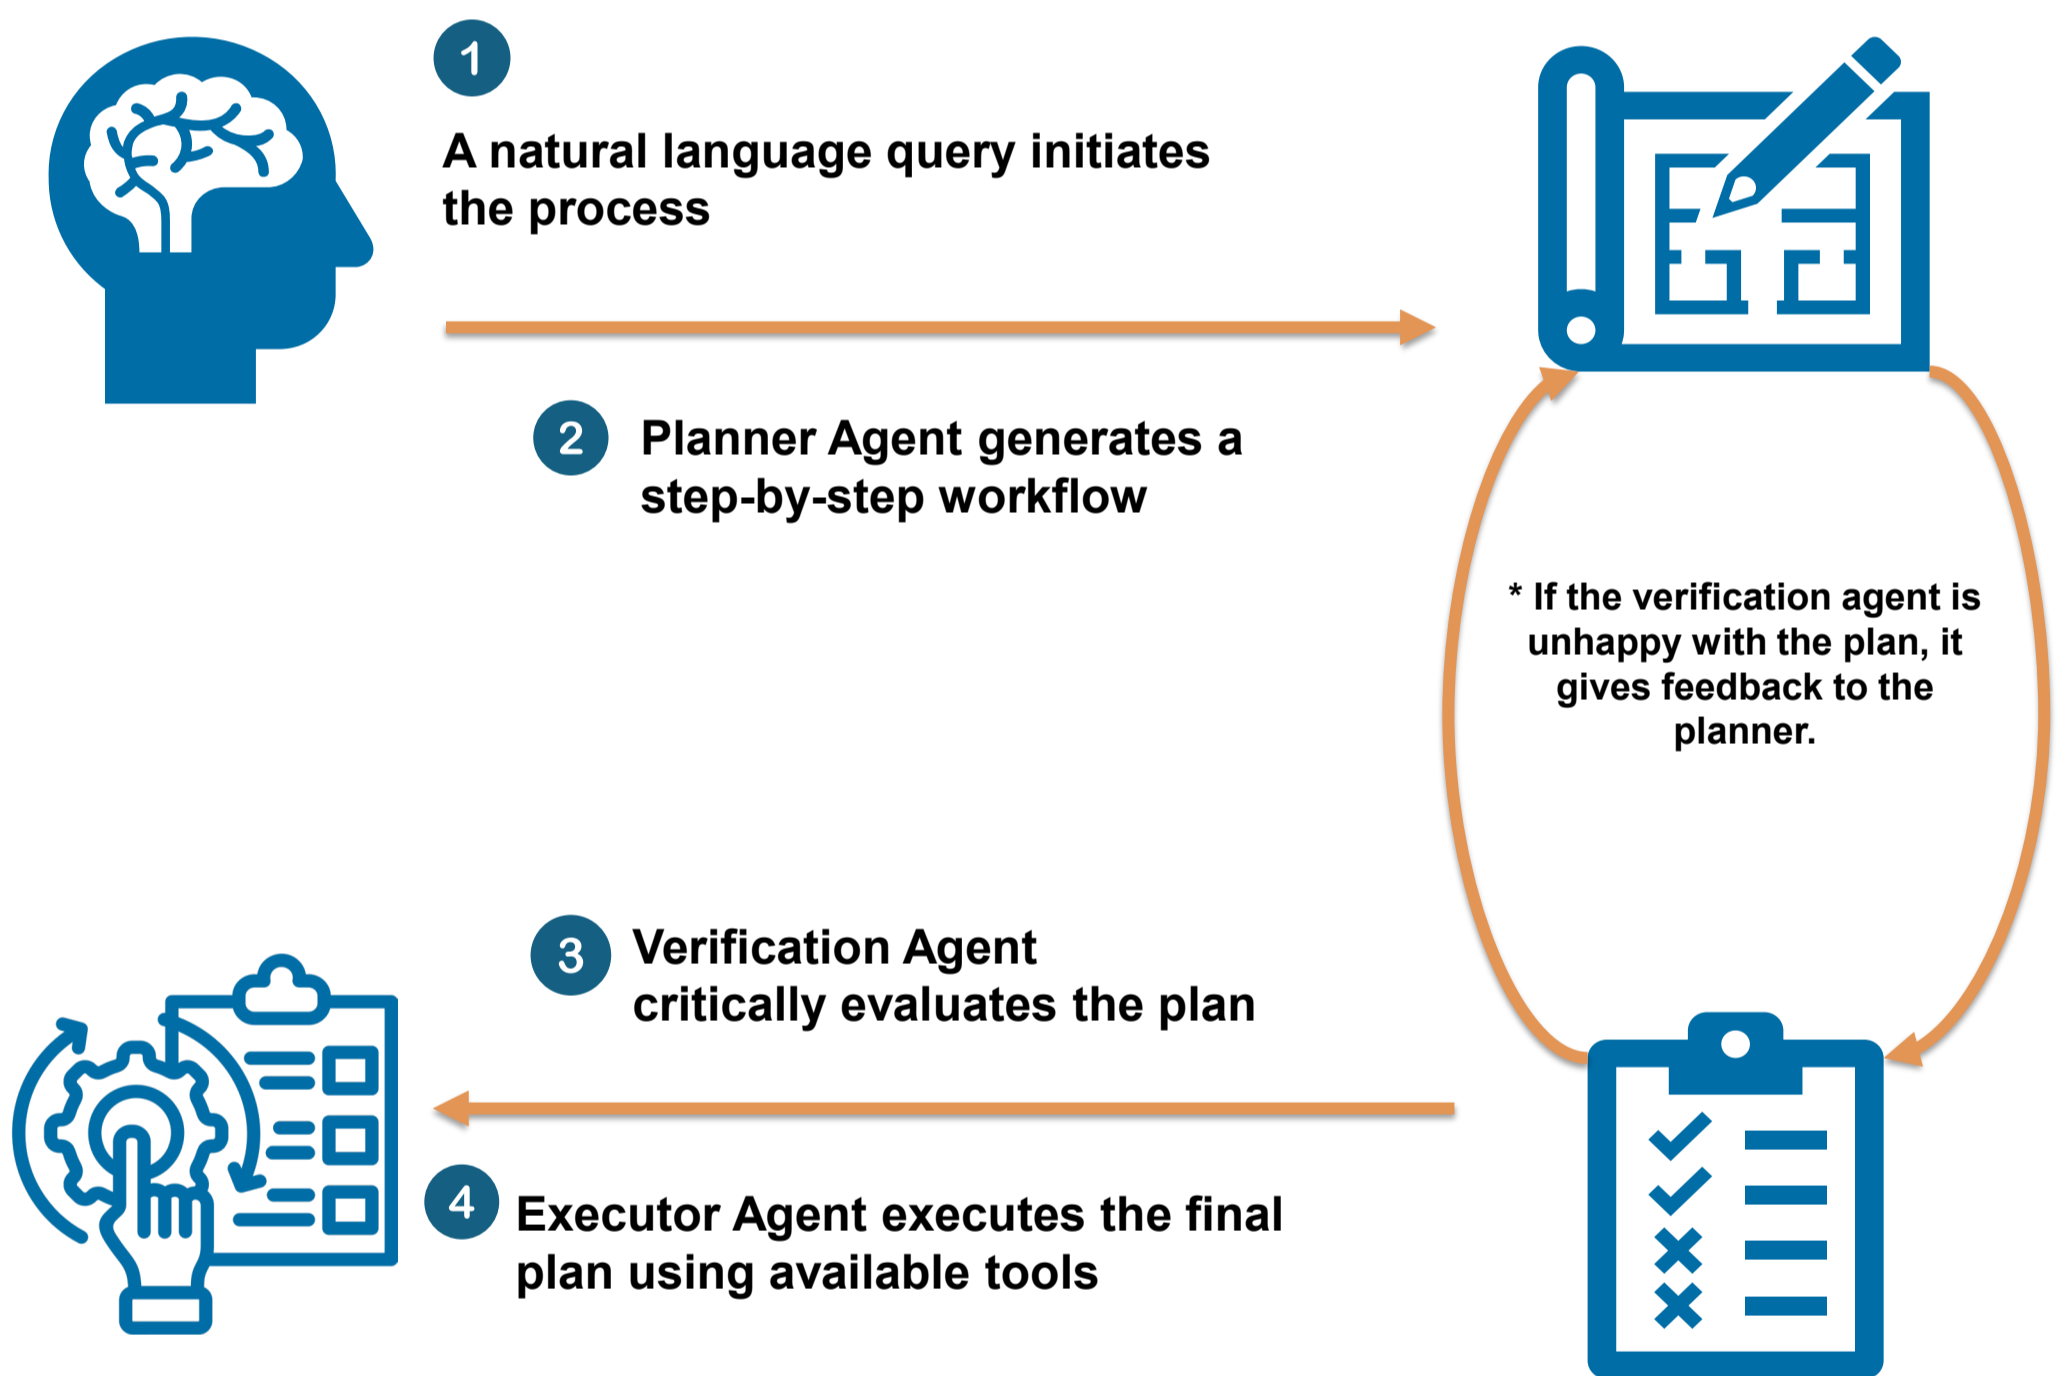 1
A natural language query initiates
the process
2
Planner Agent generates a
step-by-step workflow
* If the verification agent is
unhappy with the plan, it
gives feedback to the
planner.
3
Verification Agent
critically evaluates the plan
4
Executor Agent executes the final
plan using available tools